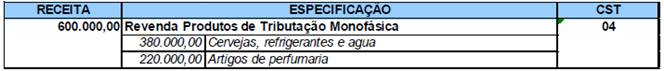 RECEITA ESPECIFICAÇÃO CST
600.000,00 Revenda Produtos de Tributação Monofásica 04
380.000,00 Cervejas, refrigerantes e agua
220.000,00 Artigos de perfumaria